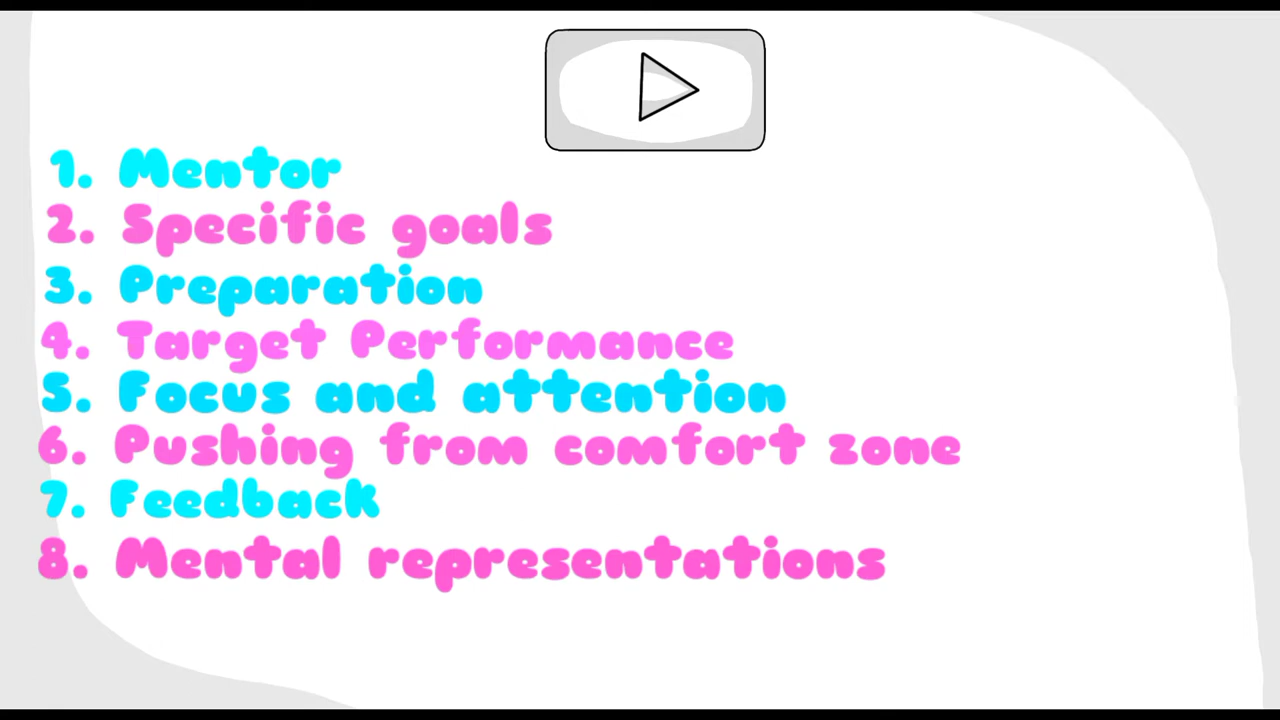 1. Mentor
2. Specific goals
3. Preparation
4. Target Performance
5. Focus and attention
6. Pushing from comfort zone
7. Feedback
8. Mental representations